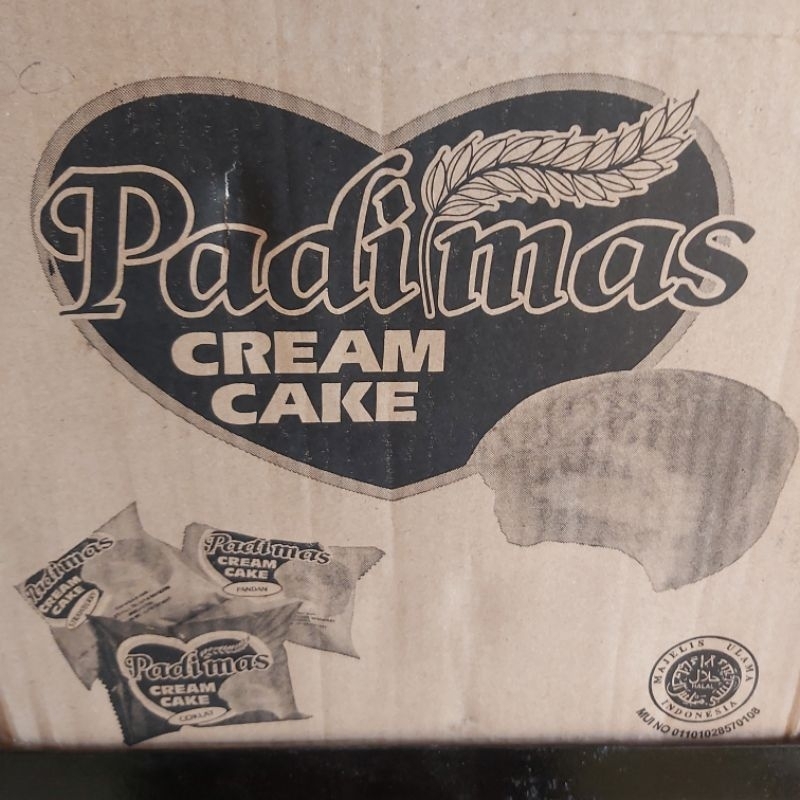 Padimas
CREAM
CAKE
Padimas
CREAM
CAKE
Padimas
CREAM
CAKE
PANDAN
Padimas
CREAM
CAKE
COKLAT
MAJELIS ULAMA
حلال
HALAL
INDONESIA
MUI NO 01101028570108